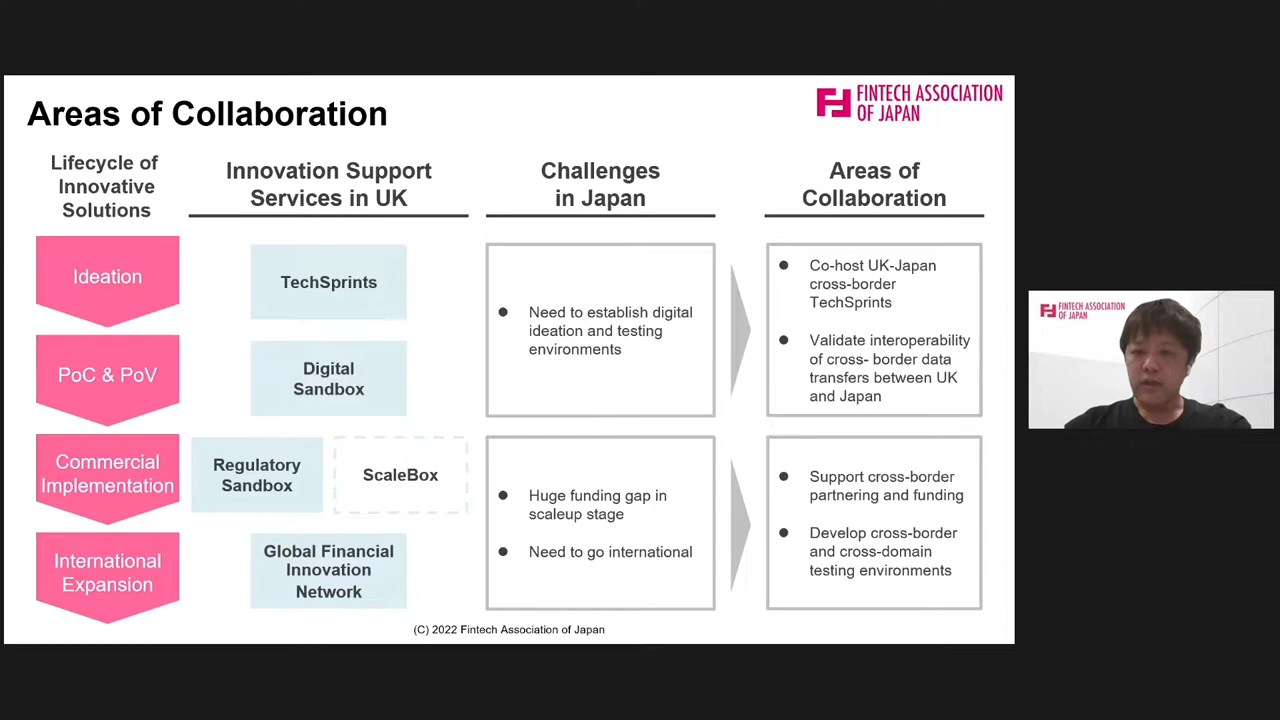 Areas of Collaboration
FINTECH ASSOCIATION
OF JAPAN
Lifecycle of
Innovative
Solutions
Innovation Support
Services in UK
Challenges
in Japan
Areas of
Collaboration
Ideation
TechSprints
PoC & PoV
Digital
Sandbox
• Need to establish digital
ideation and testing
environments
• Co-host UK-Japan
cross-border
TechSprints
• Validate interoperability
of cross- border data
transfers between UK
and Japan
Commercial
Implementation
Regulatory
Sandbox
ScaleBox
International
Expansion
Global Financial
Innovation
Network
• Huge funding gap in
scaleup stage
• Need to go international
• Support cross-border
partnering and funding
• Develop cross-border
and cross-domain
testing environments
(C) 2022 Fintech Association of Japan
FINTECH ASSOCIATION
OF JAPAN